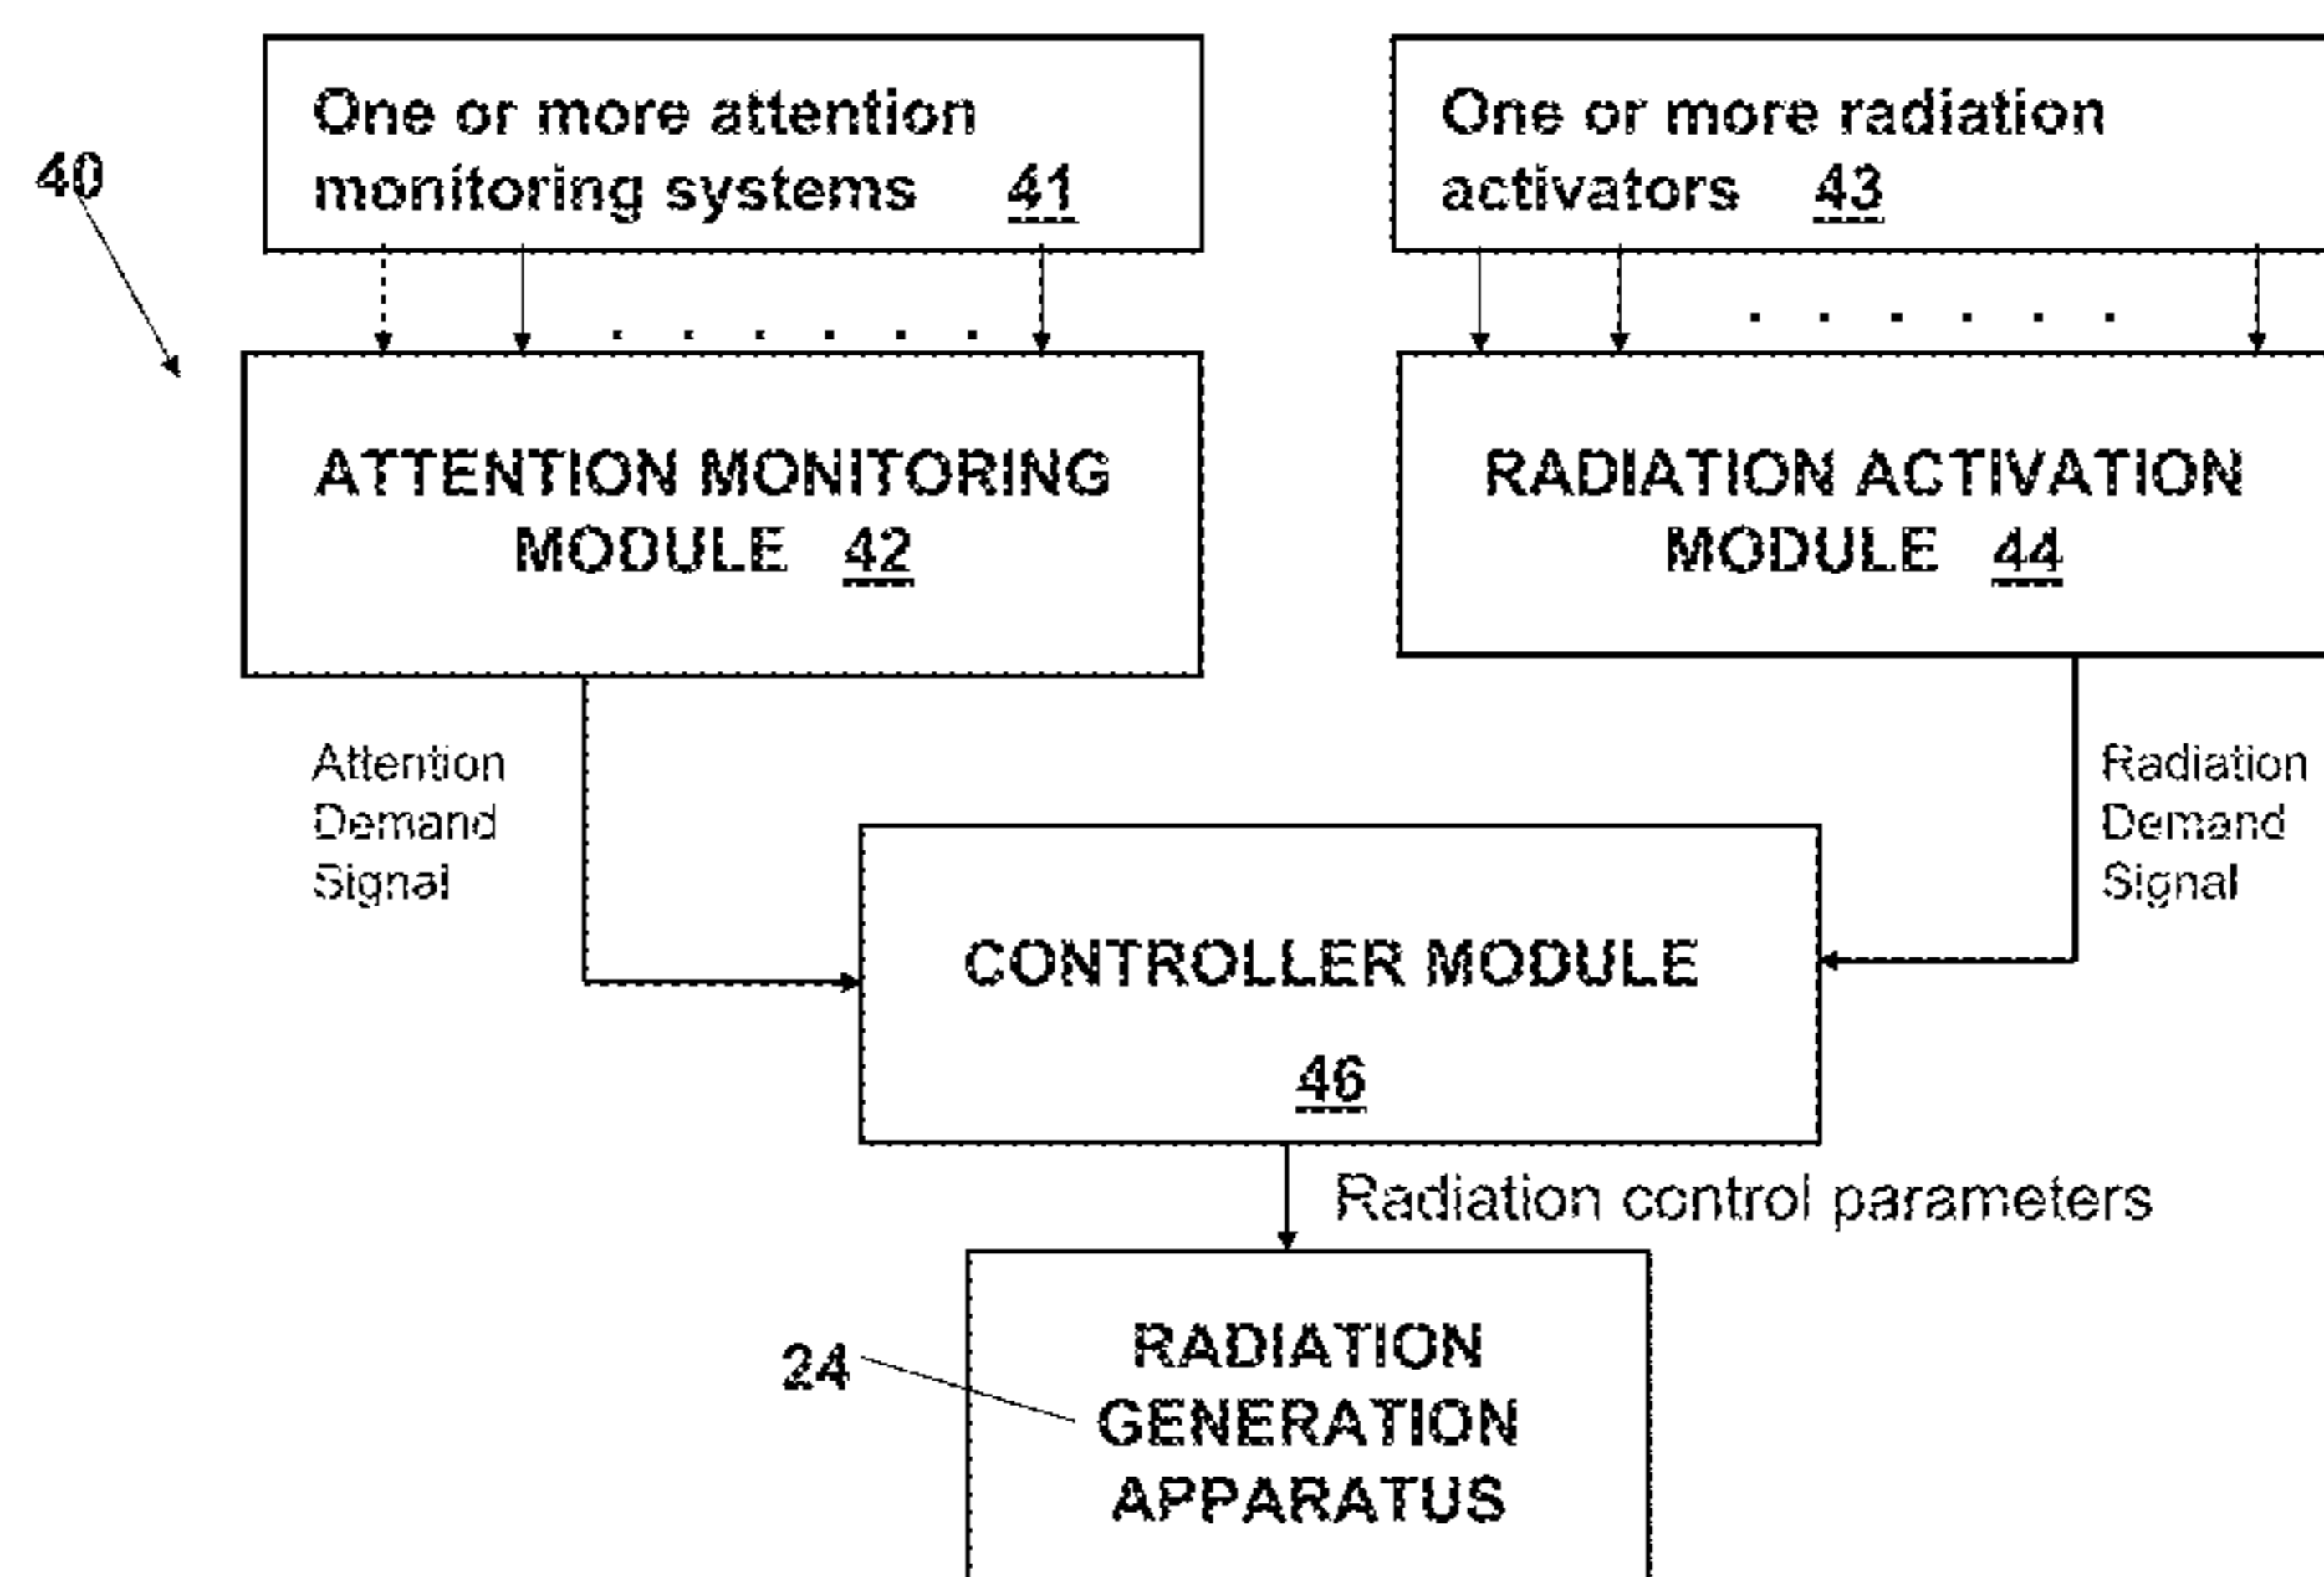 One or more attention
monitoring systems 41
One or more radiation
activators 43
40
ATTENTION MONITORING
MODULE 42
RADIATION ACTIVATION
MODULE 44
Attention
Demand
Signal
Radiation
Demand
Signal
CONTROLLER MODULE
46
Radiation control parameters
24
RADIATION
GENERATION
APPARATUS